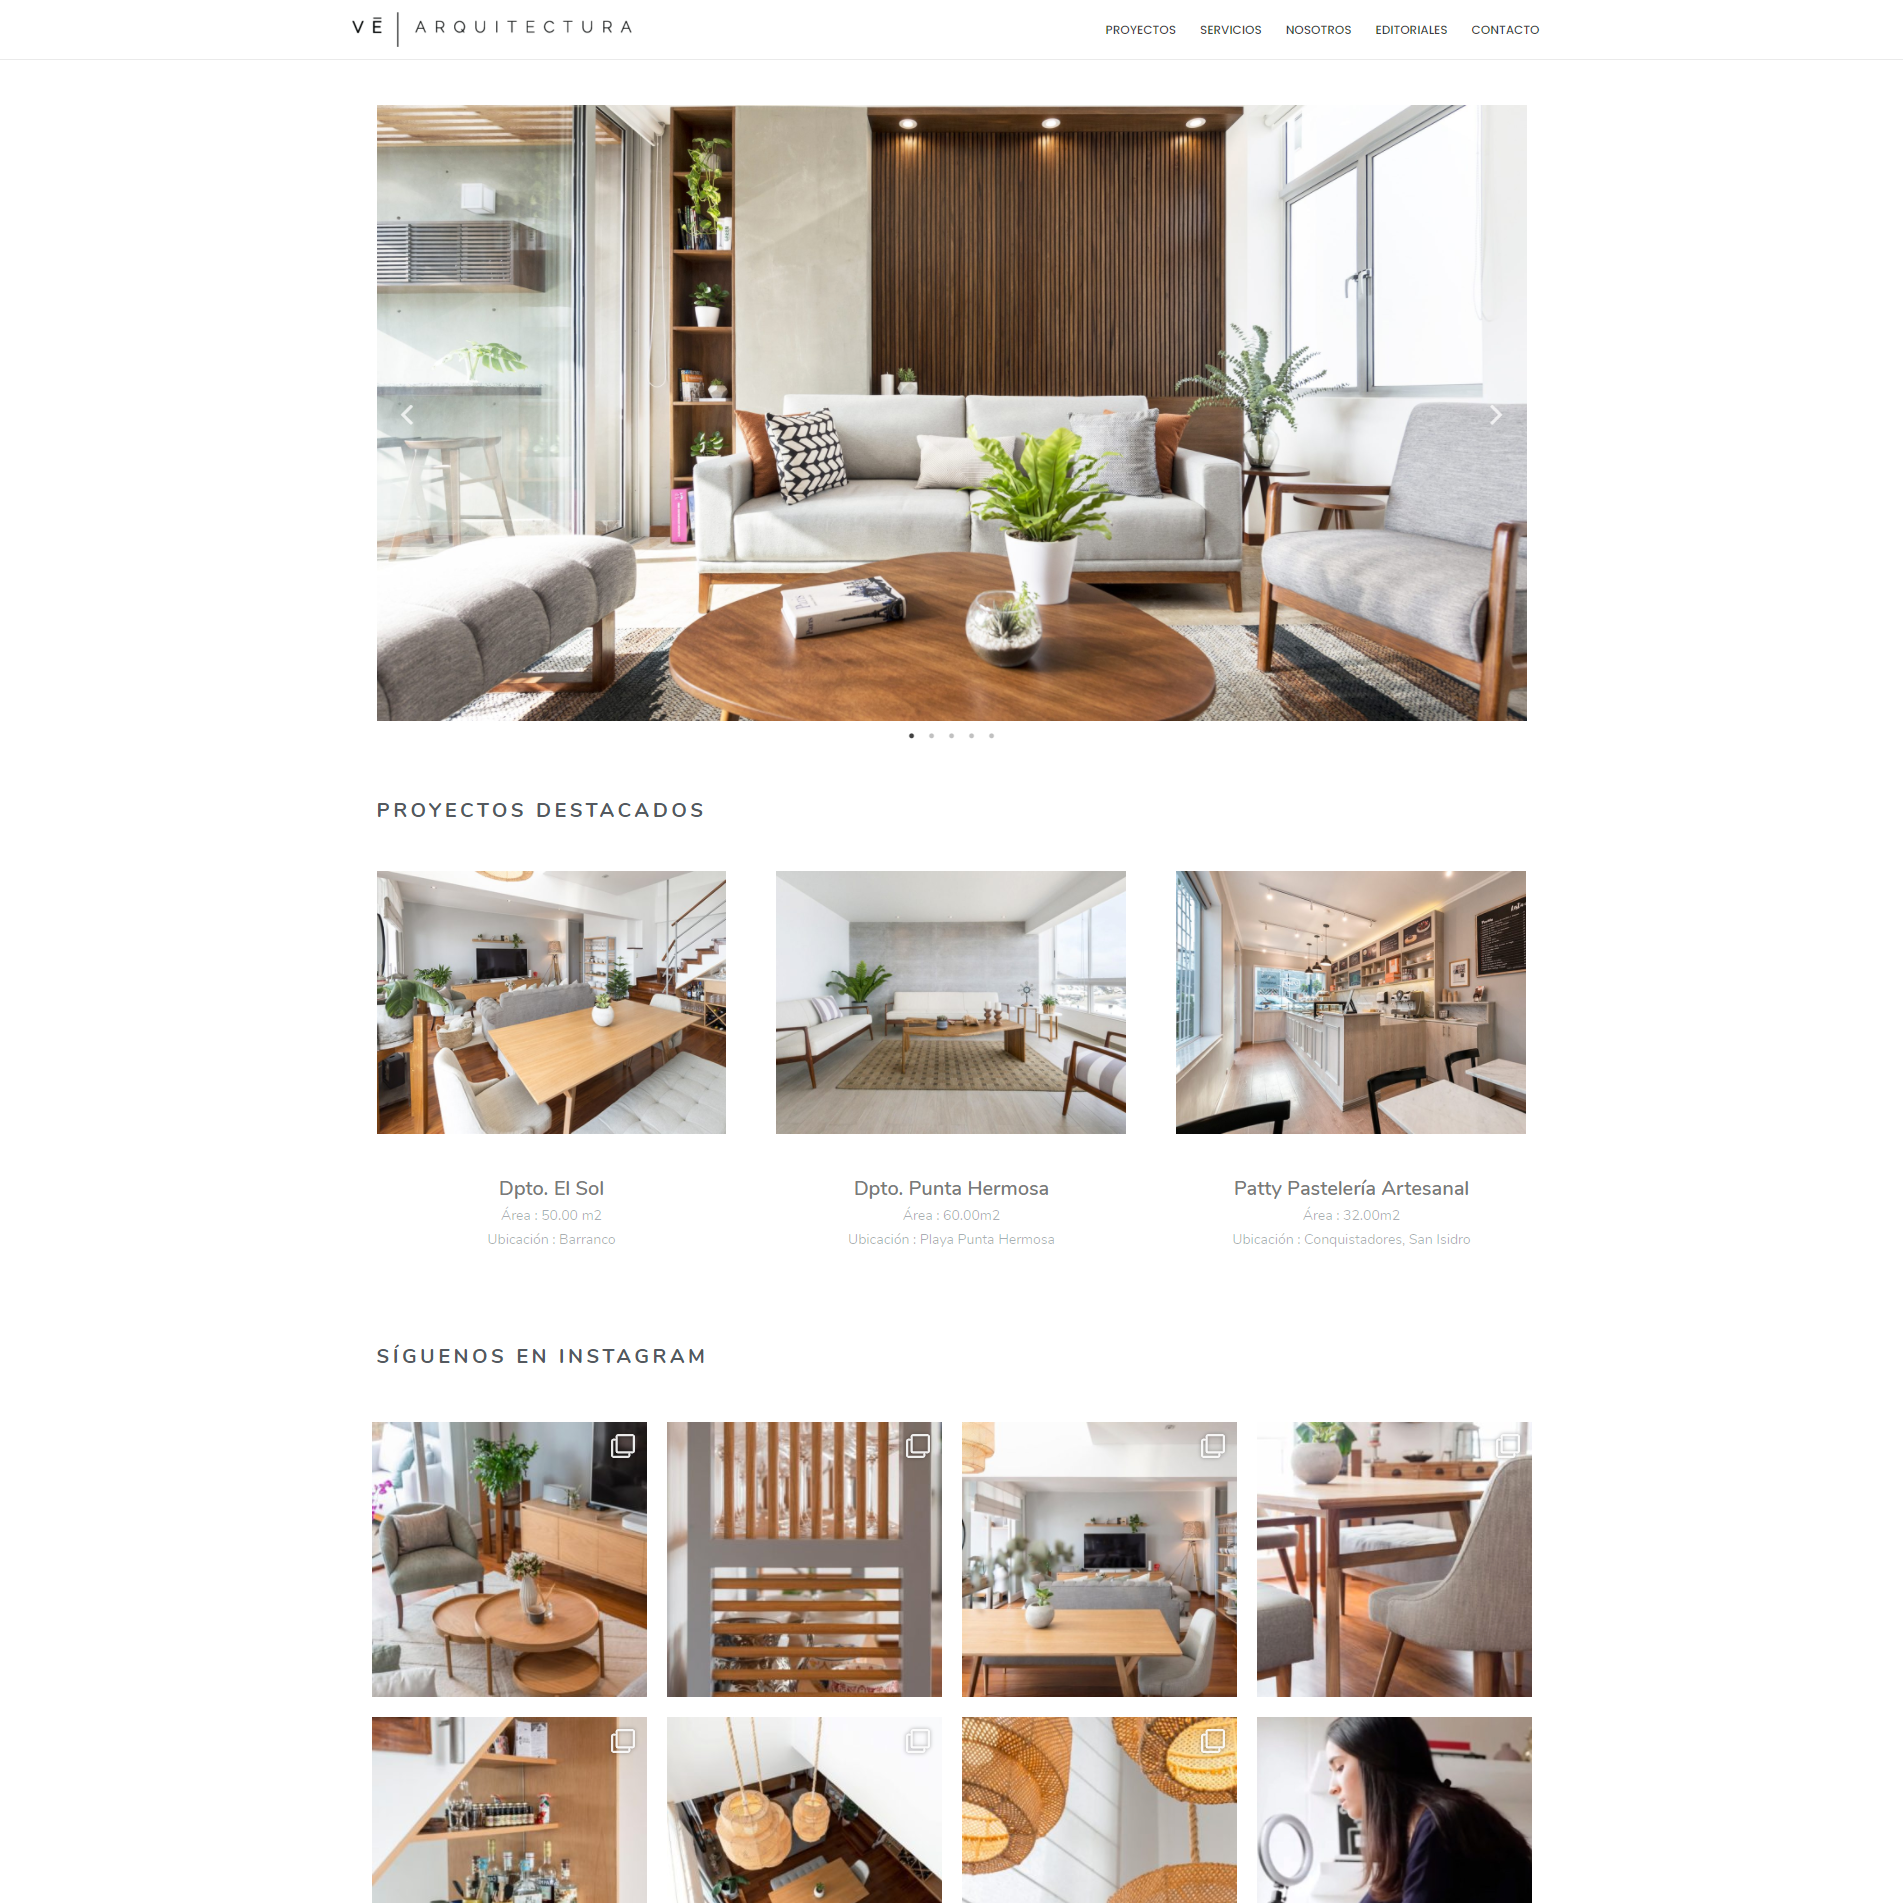 VĒ | ARQUITECTURA
PROYECTOS SERVICIOS NOSOTROS EDITORIALES CONTACTO
PROYECTOS DESTACADOS
Dpto. El Sol
Área : 50.00 m2
Ubicación : Barranco
Dpto. Punta Hermosa
Área : 60.00m2
Ubicación : Playa Punta Hermosa
Patty Pastelería Artesanal
Área : 32.00m2
Ubicación : Conquistadores, San Isidro
SÍGUENOS EN INSTAGRAM